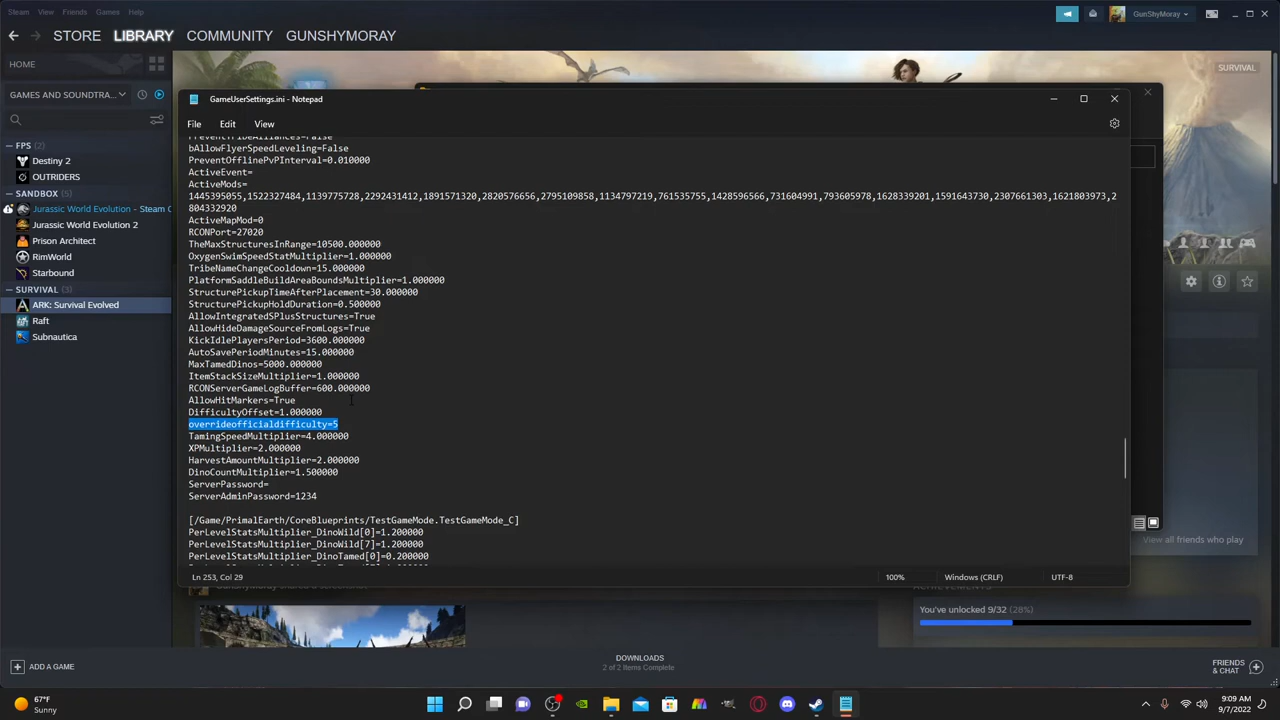 Steam View Friends Games Help
GunShyMoray
STORE LIBRARY COMMUNITY GUNSHYMORAY
HOME
SURVIVAL
GAMES AND SOUNDTRA...
FPS (2)
Destiny 2
OUTRIDERS
SANDBOX (5)
Jurassic World Evolution - Steam C
Jurassic World Evolution 2
Prison Architect
RimWorld
Starbound
SURVIVAL (3)
ARK: Survival Evolved
Raft
Subnautica
GameUserSettings.ini - Notepad
File Edit View
PreventTribeAlliances=False
bAllowFlyerSpeedLeveling=False
PreventOfflinePvPInterval=0.010000
ActiveEvent=
ActiveMods=
1445395055,1522327484,1139775728,2292431412,1891571320,2820576656,2795109858,1134797219,761535755,1428596566,731604991,793605978,1628339201,1591643730,2307661303,1621803973,2
804332920
ActiveMapMod=0
RCONPort=27020
TheMaxStructuresInRange=10500.000000
OxygenSwimSpeedStatMultiplier=1.000000
TribeNameChangeCooldown=15.000000
PlatformSaddleBuildAreaBoundsMultiplier=1.000000
StructurePickupTimeAfterPlacement=30.000000
StructurePickupHoldDuration=0.500000
AllowIntegratedSPlusStructures=True
AllowHideDamageSourceFromLogs=True
KickIdlePlayersPeriod=3600.000000
AutoSavePeriodMinutes=15.000000
MaxTamedDinos=5000.000000
ItemStackSizeMultiplier=1.000000
RCONServerGameLogBuffer=600.000000
AllowHitMarkers=True
DifficultyOffset=1.000000
overrideofficialdifficulty=5
TamingSpeedMultiplier=4.000000
XPMultiplier=2.000000
HarvestAmountMultiplier=2.000000
DinoCountMultiplier=1.500000
ServerPassword=
ServerAdminPassword=1234
[/Game/PrimalEarth/CoreBlueprints/TestGameMode.TestGameMode_C]
PerLevelStatsMultiplier_DinoWild[0]=1.200000
PerLevelStatsMultiplier_DinoWild[7]=1.200000
PerLevelStatsMultiplier_DinoTamed[0]=0.200000
Ln 253, Col 29
100%
Windows (CRLF)
UTF-8
View all friends who play
You've unlocked 9/32 (28%)
ADD A GAME
DOWNLOADS
2 of 2 Items Complete
FRIENDS
& CHAT
67°F
Sunny
9:09 AM
9/7/2022